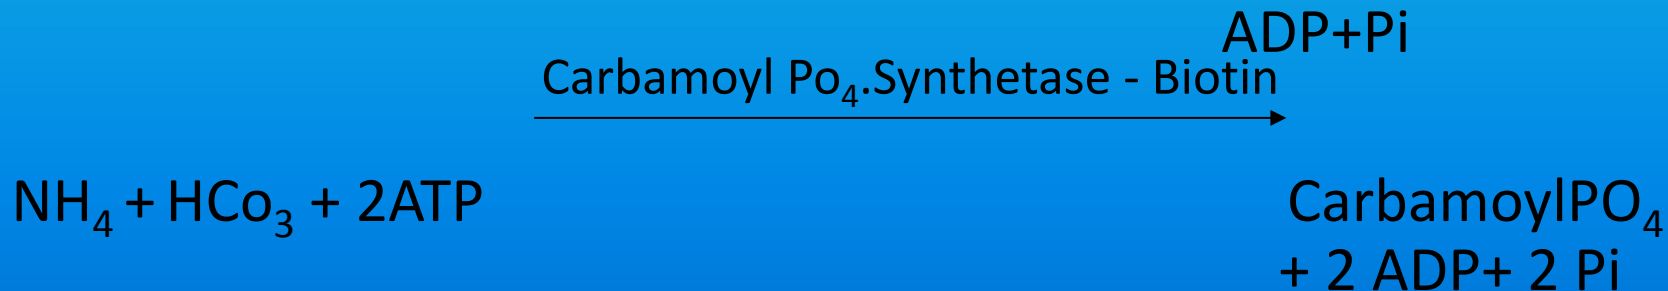 ADP+Pi
Carbamoyl Po₄.Synthetase - Biotin
NH₄ + HCo₃ + 2ATP
CarbamoylPO₄
+ 2 ADP+ 2 Pi